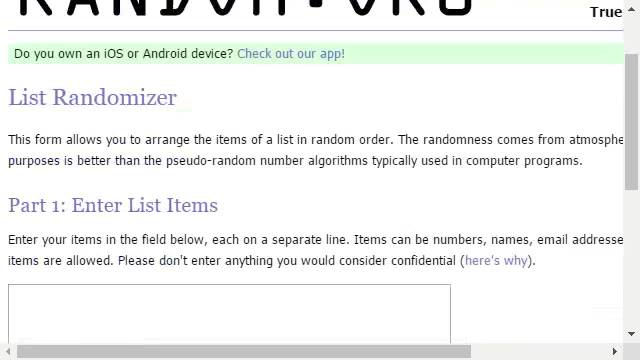 RANDOM.ORG
True
Do you own an iOS or Android device? Check out our app!
List Randomizer
This form allows you to arrange the items of a list in random order. The randomness comes from atmosphe
purposes is better than the pseudo-random number algorithms typically used in computer programs.
Part 1: Enter List Items
Enter your items in the field below, each on a separate line. Items can be numbers, names, email addresse
items are allowed. Please don't enter anything you would consider confidential (here's why).